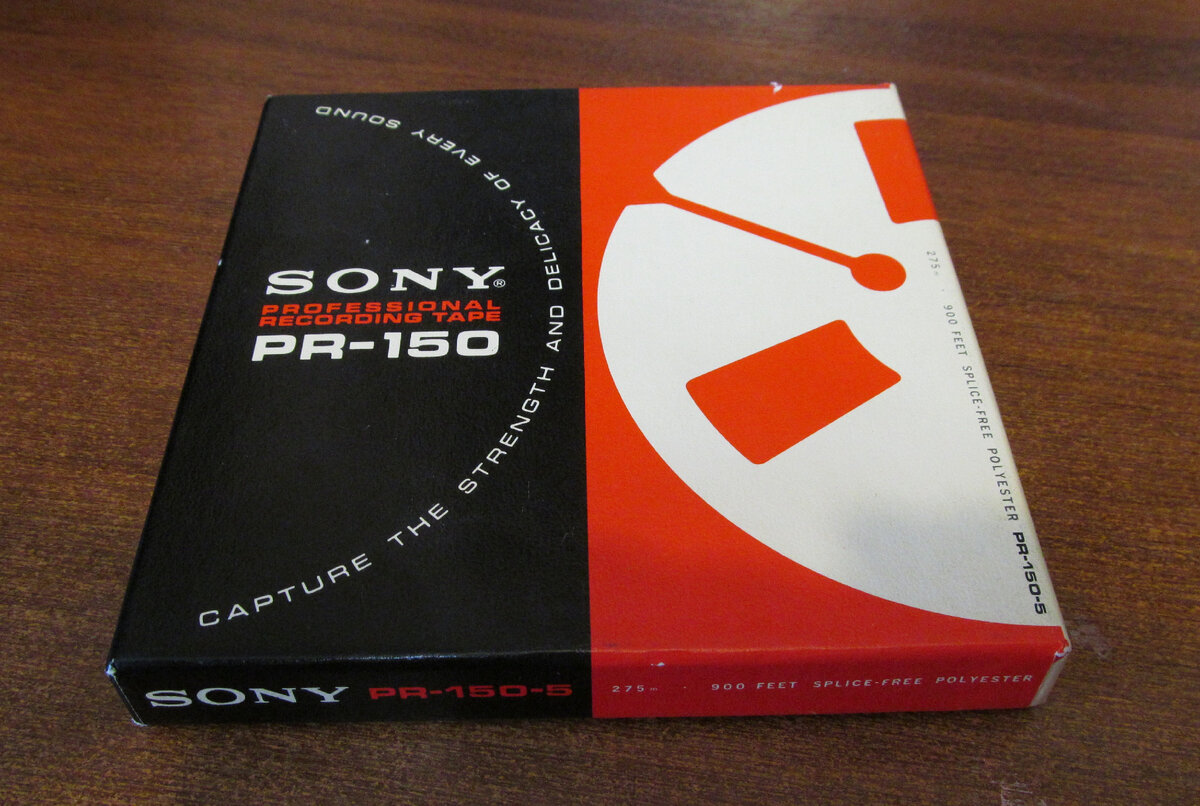 CAPTURE THE STRENGTH AND DELICACY OF EVERY SOUND
SONY®
PROFESSIONAL
RECORDING TAPE
PR-150
275m . 900 FEET SPLICE-FREE POLYESTER PR-150-5
SONY PR-150-5 275m . 900 FEET SPLICE-FREE POLYESTER